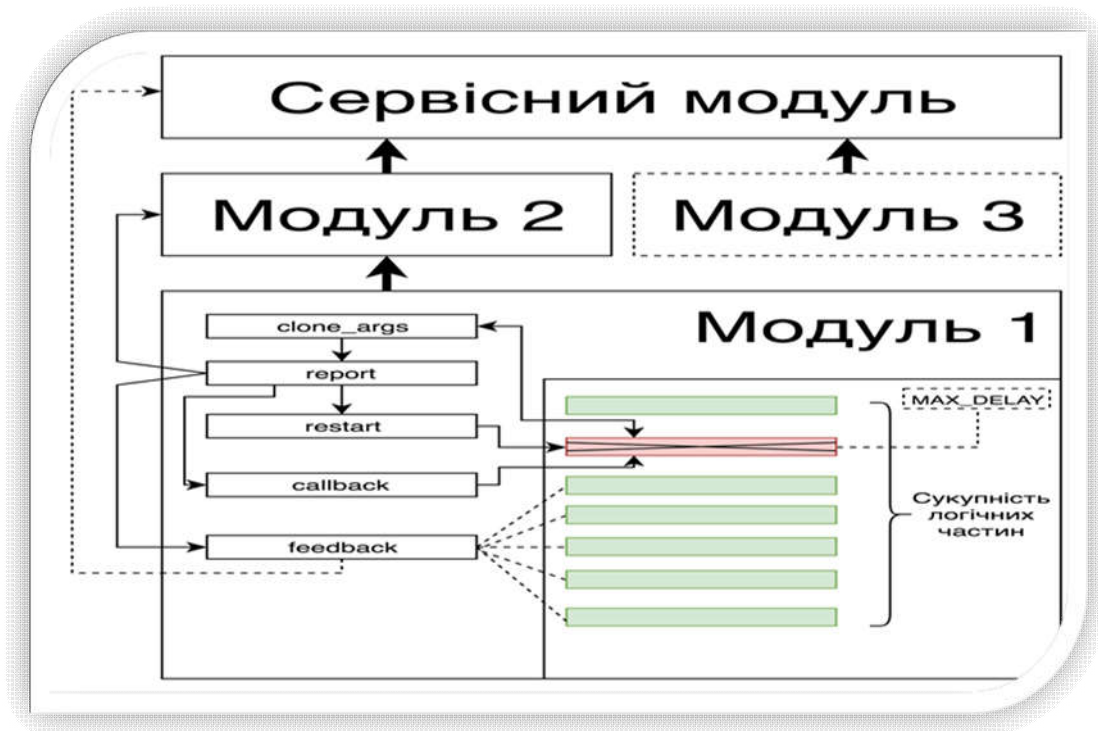 Сервісний модуль
Модуль 2
Модуль 3
Модуль 1
clone_args
report
restart
callback
feedback
MAX_DELAY
Сукупність
логічних
частин